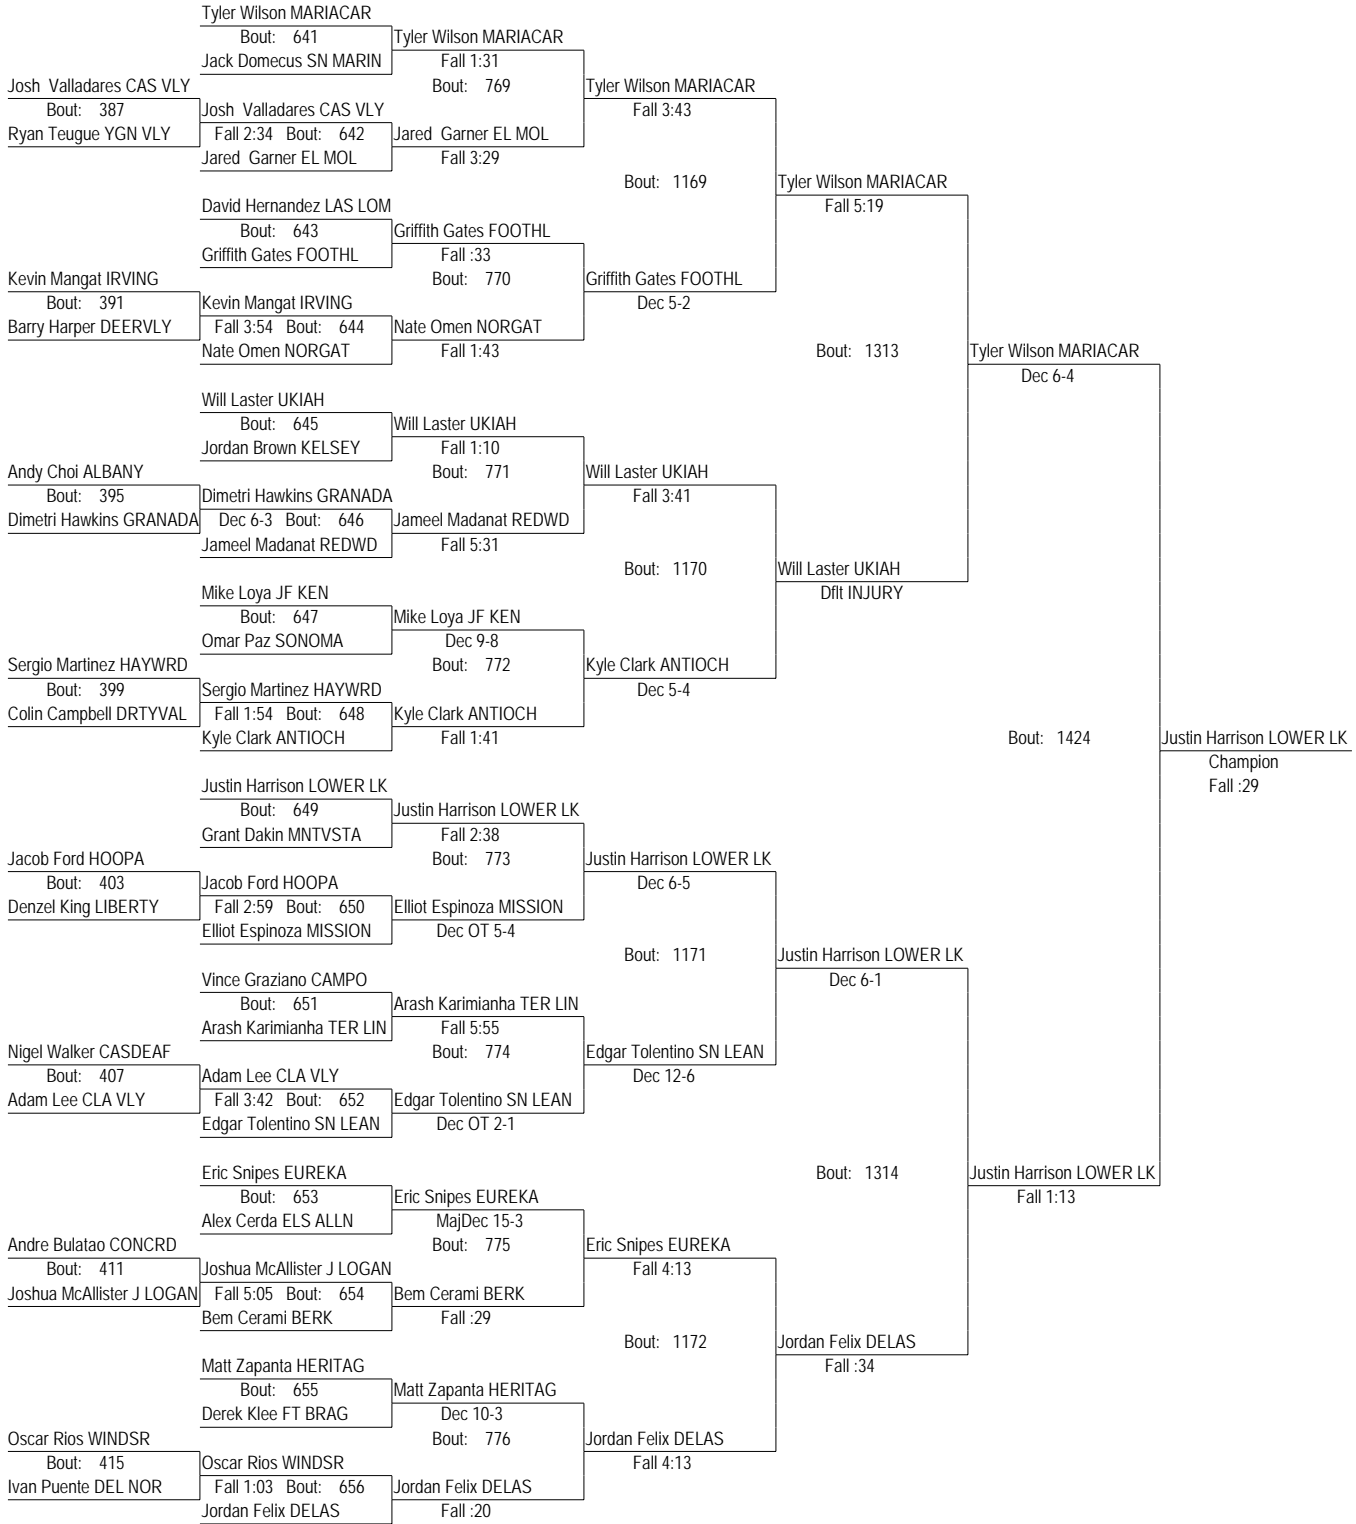 Tyler Wilson MARIACAR
Bout: 641
Tyler Wilson MARIACAR
Jack Domecus SN MARIN
Fall 1:31
Josh Valladares CAS VLY
Bout: 769
Tyler Wilson MARIACAR
Bout: 387
Josh Valladares CAS VLY
Fall 3:43
Ryan Teugue YGN VLY
Fall 2:34 Bout: 642
Jared Garner EL MOL
Jared Garner EL MOL
Fall 3:29
Bout: 1169
Tyler Wilson MARIACAR
David Hernandez LAS LOM
Fall 5:19
Bout: 643
Griffith Gates FOOTHL
Griffith Gates FOOTHL
Fall :33
Kevin Mangat IRVING
Bout: 770
Griffith Gates FOOTHL
Bout: 391
Kevin Mangat IRVING
Dec 5-2
Barry Harper DEERVLY
Fall 3:54 Bout: 644
Nate Omen NORGAT
Nate Omen NORGAT
Fall 1:43
Bout: 1313
Tyler Wilson MARIACAR
Dec 6-4
Will Laster UKIAH
Bout: 645
Will Laster UKIAH
Jordan Brown KELSEY
Fall 1:10
Andy Choi ALBANY
Bout: 771
Will Laster UKIAH
Bout: 395
Dimetri Hawkins GRANADA
Fall 3:41
Dimetri Hawkins GRANADA
Dec 6-3 Bout: 646
Jameel Madanat REDWD
Jameel Madanat REDWD
Fall 5:31
Bout: 1170
Will Laster UKIAH
Dflt INJURY
Mike Loya JF KEN
Bout: 647
Mike Loya JF KEN
Omar Paz SONOMA
Dec 9-8
Sergio Martinez HAYWRD
Bout: 772
Kyle Clark ANTIOCH
Bout: 399
Sergio Martinez HAYWRD
Dec 5-4
Colin Campbell DRTYVAL
Fall 1:54 Bout: 648
Kyle Clark ANTIOCH
Kyle Clark ANTIOCH
Fall 1:41
Bout: 1424
Justin Harrison LOWER LK
Champion
Fall :29
Justin Harrison LOWER LK
Bout: 649
Justin Harrison LOWER LK
Grant Dakin MNTVSTA
Fall 2:38
Jacob Ford HOOPA
Bout: 773
Justin Harrison LOWER LK
Bout: 403
Jacob Ford HOOPA
Dec 6-5
Denzel King LIBERTY
Fall 2:59 Bout: 650
Elliot Espinoza MISSION
Elliot Espinoza MISSION
Dec OT 5-4
Bout: 1171
Justin Harrison LOWER LK
Dec 6-1
Vince Graziano CAMPO
Bout: 651
Arash Karimianha TER LIN
Arash Karimianha TER LIN
Fall 5:55
Nigel Walker CASDEAF
Bout: 774
Edgar Tolentino SN LEAN
Bout: 407
Adam Lee CLA VLY
Dec 12-6
Adam Lee CLA VLY
Fall 3:42 Bout: 652
Edgar Tolentino SN LEAN
Edgar Tolentino SN LEAN
Dec OT 2-1
Bout: 1314
Justin Harrison LOWER LK
Fall 1:13
Eric Snipes EUREKA
Bout: 653
Eric Snipes EUREKA
Alex Cerda ELS ALLN
MajDec 15-3
Andre Bulatao CONCRD
Bout: 775
Eric Snipes EUREKA
Bout: 411
Joshua McAllister J LOGAN
Fall 4:13
Joshua McAllister J LOGAN
Fall 5:05 Bout: 654
Bem Cerami BERK
Bem Cerami BERK
Fall :29
Bout: 1172
Jordan Felix DELAS
Fall :34
Matt Zapanta HERITAG
Bout: 655
Matt Zapanta HERITAG
Derek Klee FT BRAG
Dec 10-3
Oscar Rios WINDSR
Bout: 776
Jordan Felix DELAS
Bout: 415
Oscar Rios WINDSR
Fall 4:13
Ivan Puente DEL NOR
Fall 1:03 Bout: 656
Jordan Felix DELAS
Jordan Felix DELAS
Fall :20